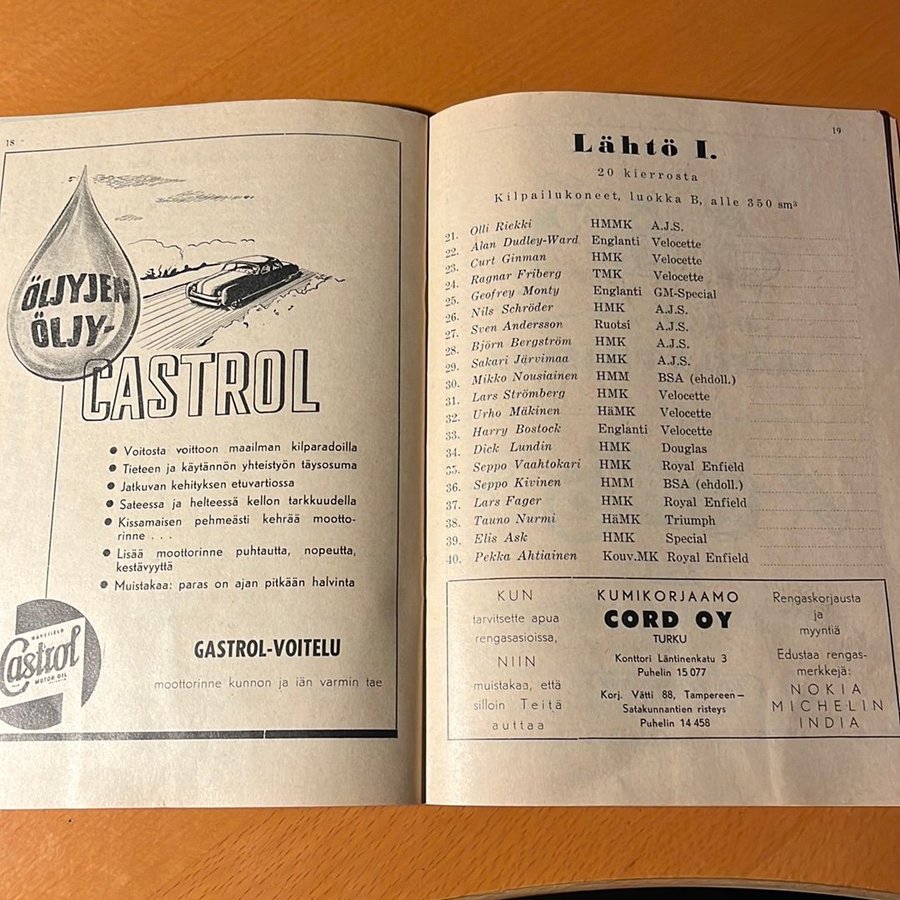 18
ÖLJYJEN
ÖLJY-
CASTROL
● Voitosta voittoon maailman kilparadoilla
● Tieteen ja käytännön yhteistyön täysosuma
● Jatkuvan kehityksen etuvartiossa
● Sateessa ja helteessä kellon tarkkuudella
● Kissamaisen pehmeästi kehrää mootto-
rinne . . .
● Lisää moottorinne puhtautta, nopeutta,
kestävyyttä
● Muistakaa: paras on ajan pitkään halvinta
WAKEFIELD
Castrol
MOTOR OIL
GASTROL-VOITELU
moottorinne kunnon ja iän varmin tae
19
Lähtö I.
20 kierrosta
Kilpailukoneet, luokka B, alle 350 sm³
21. Olli Riekki HMMK A.J.S.
22. Alan Dudley-Ward Englanti Velocette
23. Curt Ginman HMK Velocette
24. Ragnar Friberg TMK Velocette
25. Geofrey Monty Englanti GM-Special
26. Nils Schröder HMK A.J.S.
27. Sven Andersson Ruotsi A.J.S.
28. Björn Bergström HMK A.J.S.
29. Sakari Järvimaa HMK A.J.S.
30. Mikko Nousiainen HMM BSA (ehdoll.)
31. Lars Strömberg HMK Velocette
32. Urho Mäkinen HäMK Velocette
33. Harry Bostock Englanti Velocette
34. Dick Lundin HMK Douglas
35. Seppo Vaahtokari HMK Royal Enfield
36. Seppo Kivinen HMM BSA (ehdoll.)
37. Lars Fager HMK Royal Enfield
38. Tauno Nurmi HäMK Triumph
39. Elis Ask HMK Special
40. Pekka Ahtiainen Kouv.MK Royal Enfield
KUN
tarvitsette apua
rengasasioissa,
NIIN
muistakaa, että
silloin Teitä
auttaa
KUMIKORJAAMO
CORD OY
TURKU
Konttori Läntinenkatu 3
Puhelin 15 077
Korj. Vätti 88, Tampereen—
Satakunnantien risteys
Puhelin 14 458
Rengaskorjausta
ja
myyntiä
Edustaa rengas-
merkkejä:
NOKIA
MICHELIN
INDIA